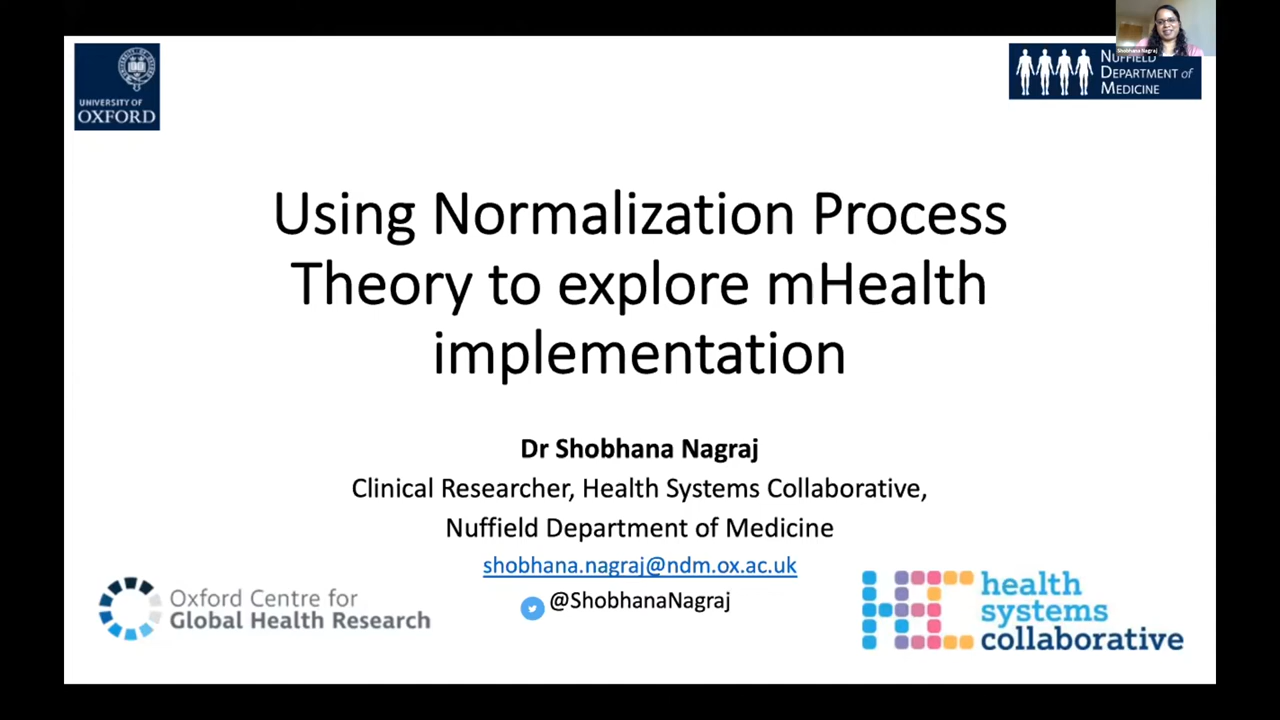 UNIVERSITY OF
OXFORD
Shobhana Nagraj
NUFFIELD
DEPARTMENT of
MEDICINE
Using Normalization Process
Theory to explore mHealth
implementation
Dr Shobhana Nagraj
Clinical Researcher, Health Systems Collaborative,
Nuffield Department of Medicine
shobhana.nagraj@ndm.ox.ac.uk
@ShobhanaNagraj
Oxford Centre for
Global Health Research
health
systems
collaborative